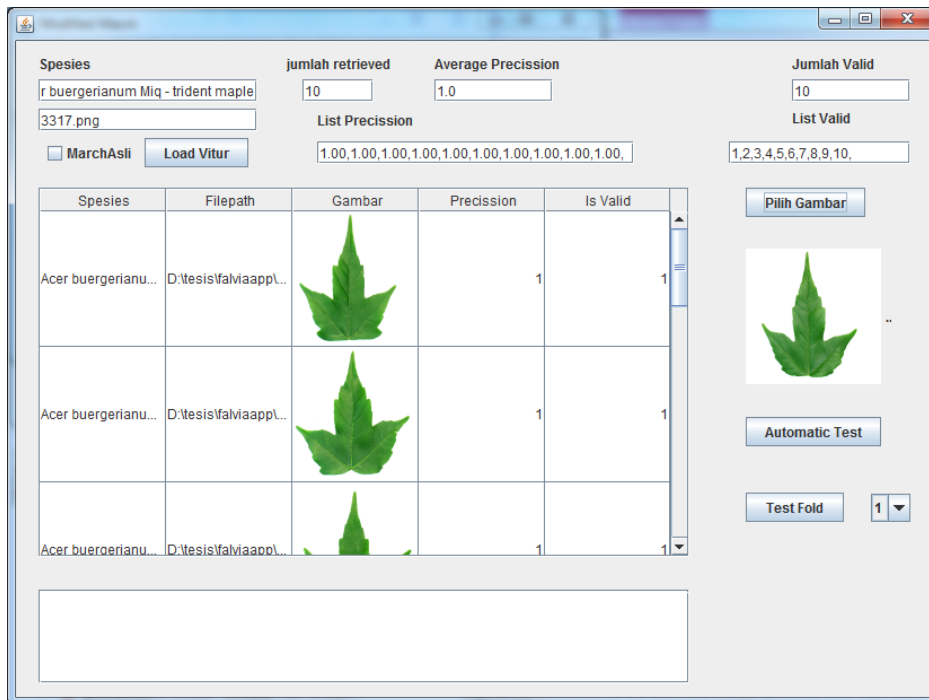 Spesies jumlah retrieved Average Precission Jumlah Valid
r buergerianum Miq - trident maple 10 1.0 10
3317.png List Precission List Valid
MarchAsli Load Vitur 1.00,1.00,1.00,1.00,1.00,1.00,1.00,1.00,1.00,1.00, 1,2,3,4,5,6,7,8,9,10,
Spesies Filepath Gambar Precission Is Valid Pilih Gambar
Acer buergerianu... D:\tesis\falviaapp\... 1 1
..
Acer buergerianu... D:\tesis\falviaapp\... 1 1
Automatic Test
Test Fold 1
Acer buergerianu... D:\tesis\falviaapp\... 1 1